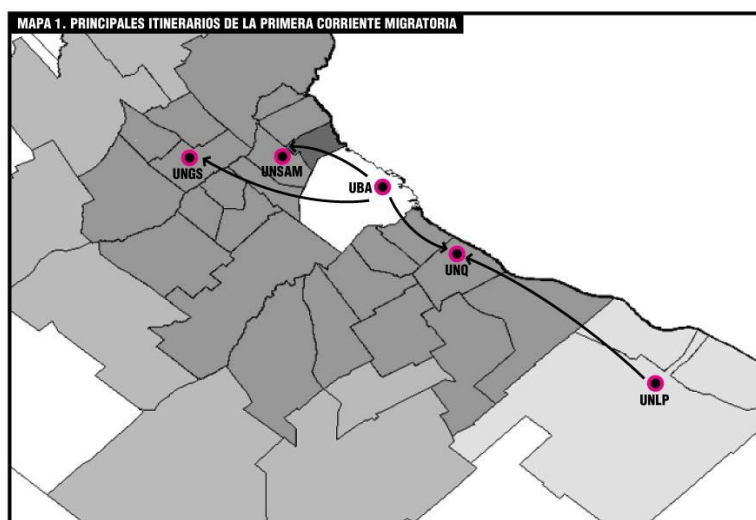 MAPA 1. PRINCIPALES ITINERARIOS DE LA PRIMERA CORRIENTE MIGRATORIA
UNGS
UNSAM
UBA
UNQ
UNLP